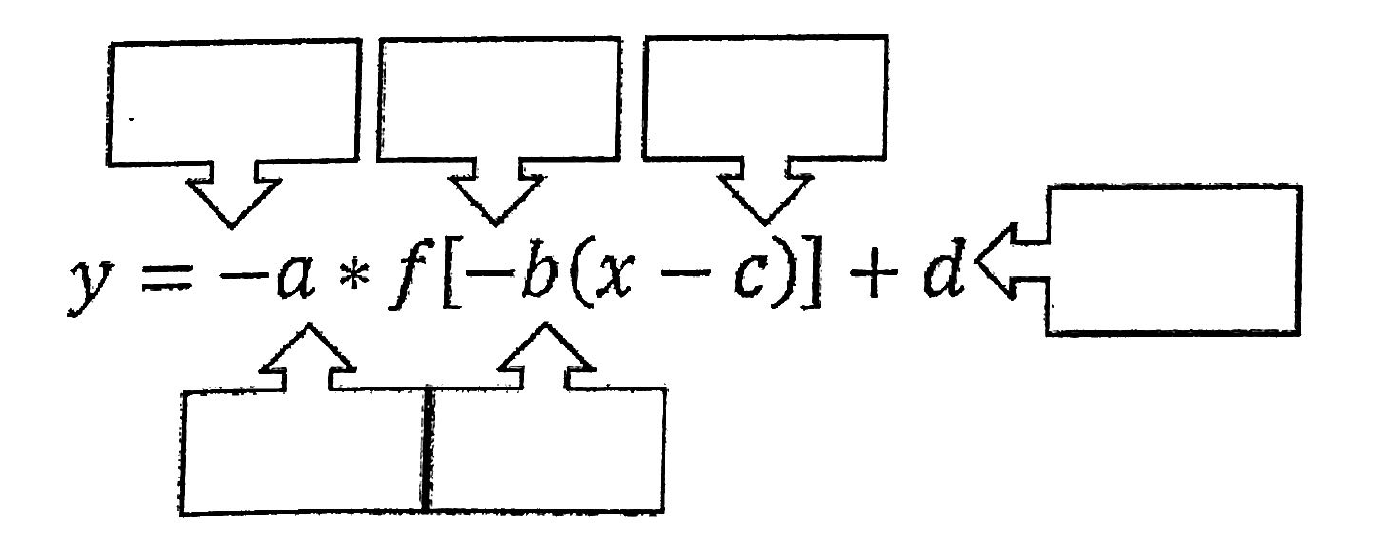 y = −a * f[−b(x − c)] + d